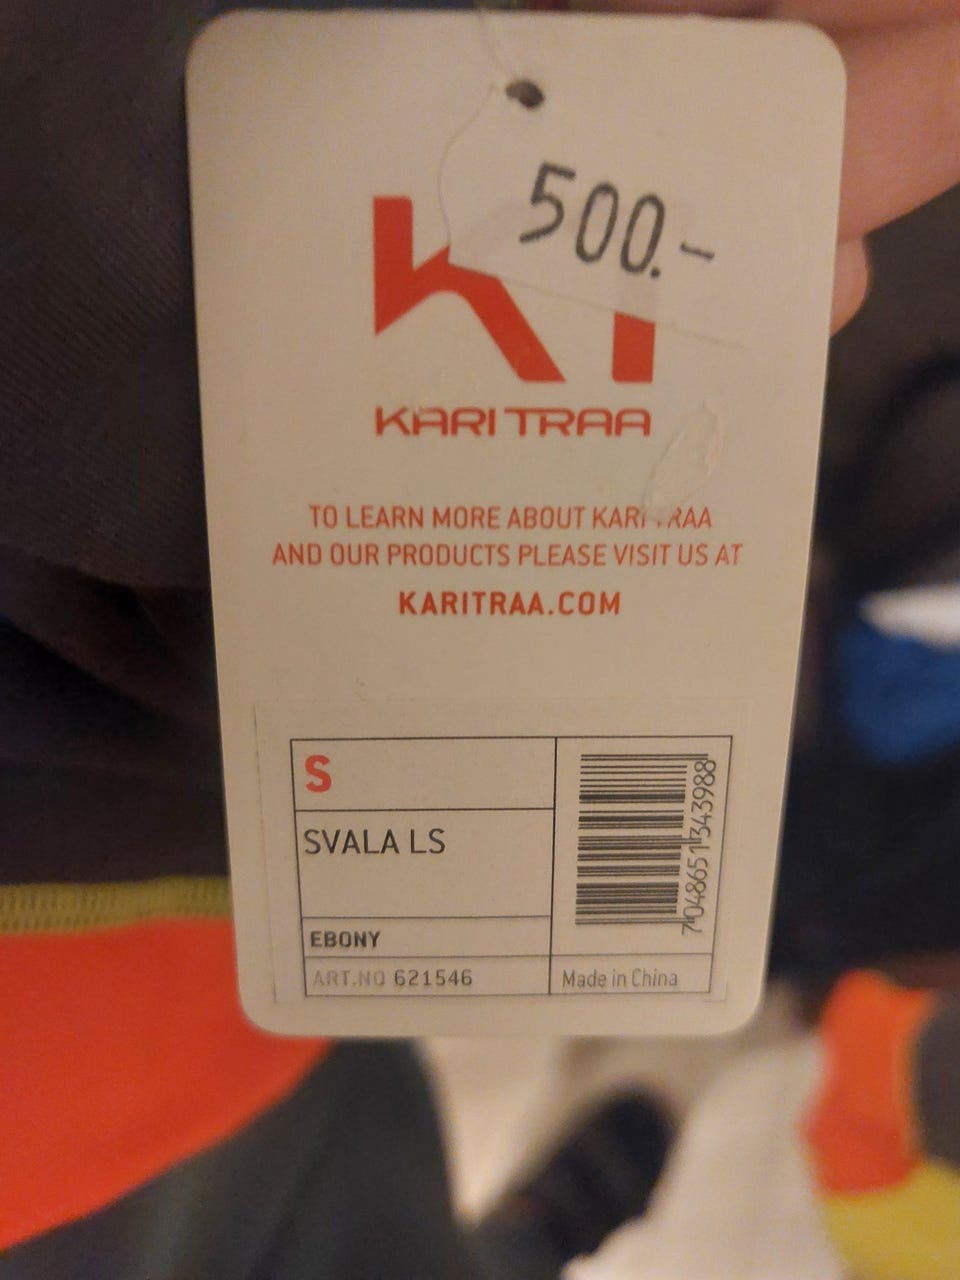 500.-
KARI TRAA
TO LEARN MORE ABOUT KARI TRAA
AND OUR PRODUCTS PLEASE VISIT US AT
KARITRAA.COM
S
SVALA LS
EBONY
ART.NO 621546
7048651343988
Made in China